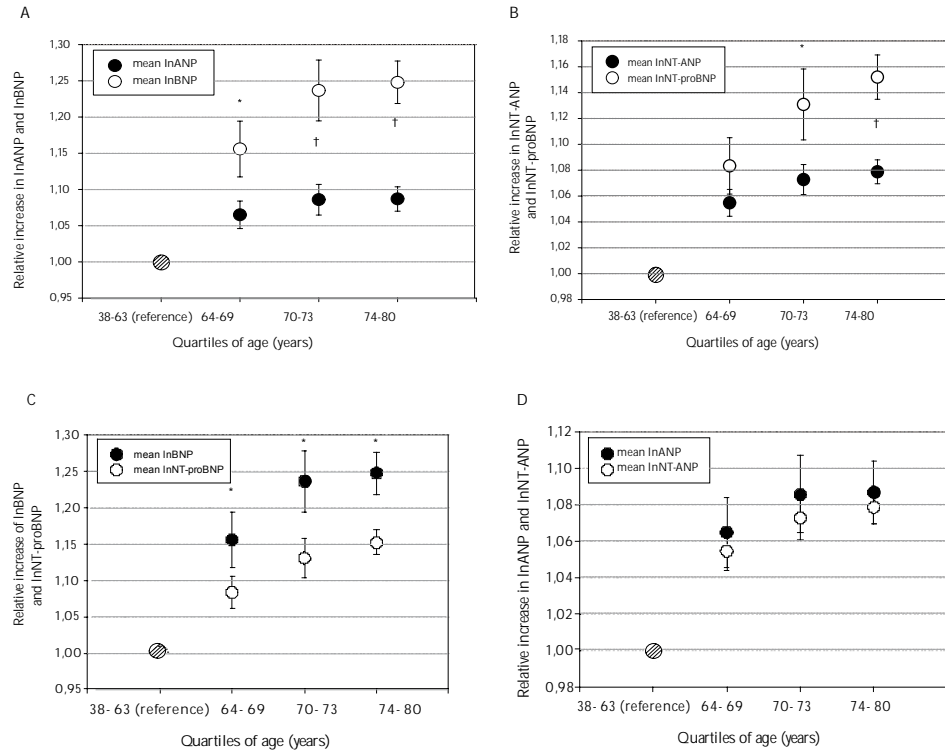 A
Relative increase in lnANP and lnBNP
1,30
1,25
1,20
1,15
1,10
1,05
1,00
0,95
mean lnANP
mean lnBNP
*
†
†
38-63 (reference) 64-69 70-73 74-80
Quartiles of age (years)
B
Relative increase in lnNT-ANP
and lnNT-proBNP
1,18
1,16
1,14
1,12
1,10
1,08
1,06
1,04
1,02
1,00
0,98
mean lnNT-ANP
mean lnNT-proBNP
*
†
38-63 (reference) 64-69 70-73 74-80
Quartiles of age (years)
C
Relative increase of lnBNP
and lnNT-proBNP
1,30
1,25
1,20
1,15
1,10
1,05
1,00
0,95
mean lnBNP
mean lnNT-proBNP
*
*
*
38- 63 (reference) 64- 69 70- 73 74- 80
Quartiles of age (years)
D
Relative increase in lnANP and lnNT-ANP
1,12
1,10
1,08
1,06
1,04
1,02
1,00
0,98
mean lnANP
mean lnNT-ANP
38-63 (reference) 64-69 70-73 74-80
Quartiles of age (years)